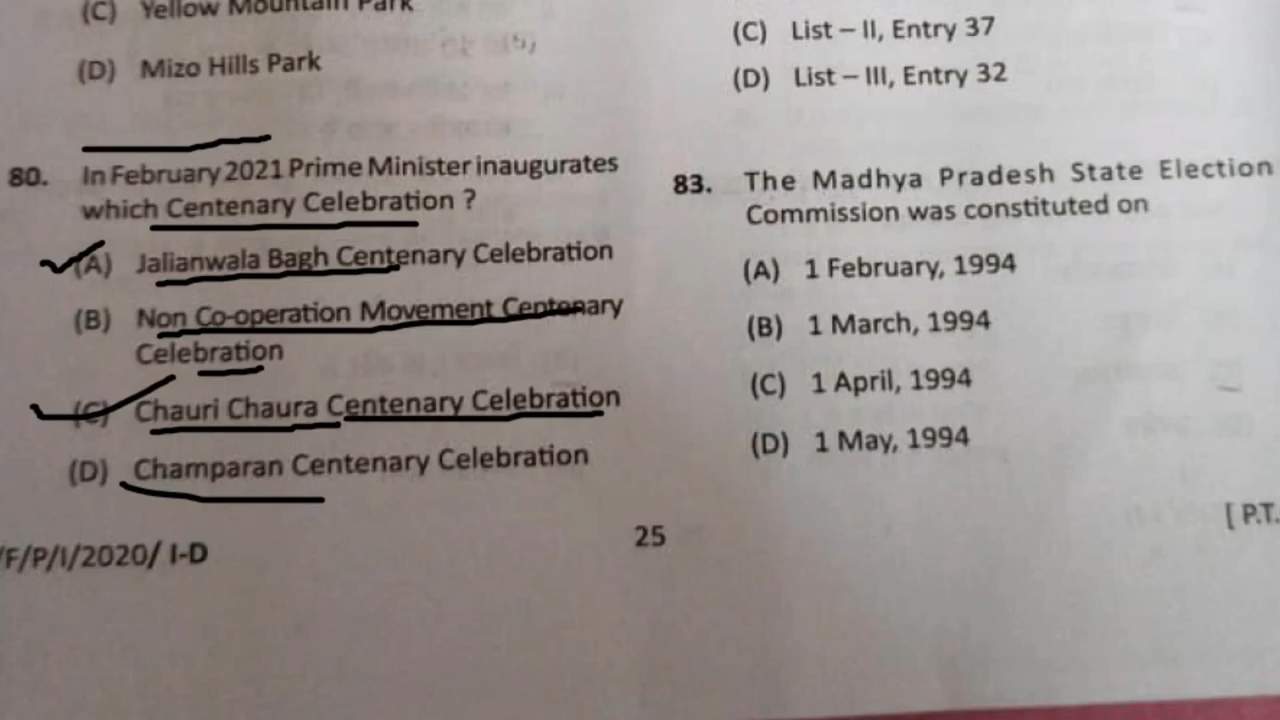 (C) Yellow Mountain Park
(D) Mizo Hills Park
80. In February 2021 Prime Minister inaugurates
which Centenary Celebration ?
(A) Jalianwala Bagh Centenary Celebration
(B) Non Co-operation Movement Centenary
Celebration
(C) Chauri Chaura Centenary Celebration
(D) Champaran Centenary Celebration
/F/P/I/2020/ I-D
25
(C) List – II, Entry 37
(D) List – III, Entry 32
83. The Madhya Pradesh State Election
Commission was constituted on
(A) 1 February, 1994
(B) 1 March, 1994
(C) 1 April, 1994
(D) 1 May, 1994
[ P.T.